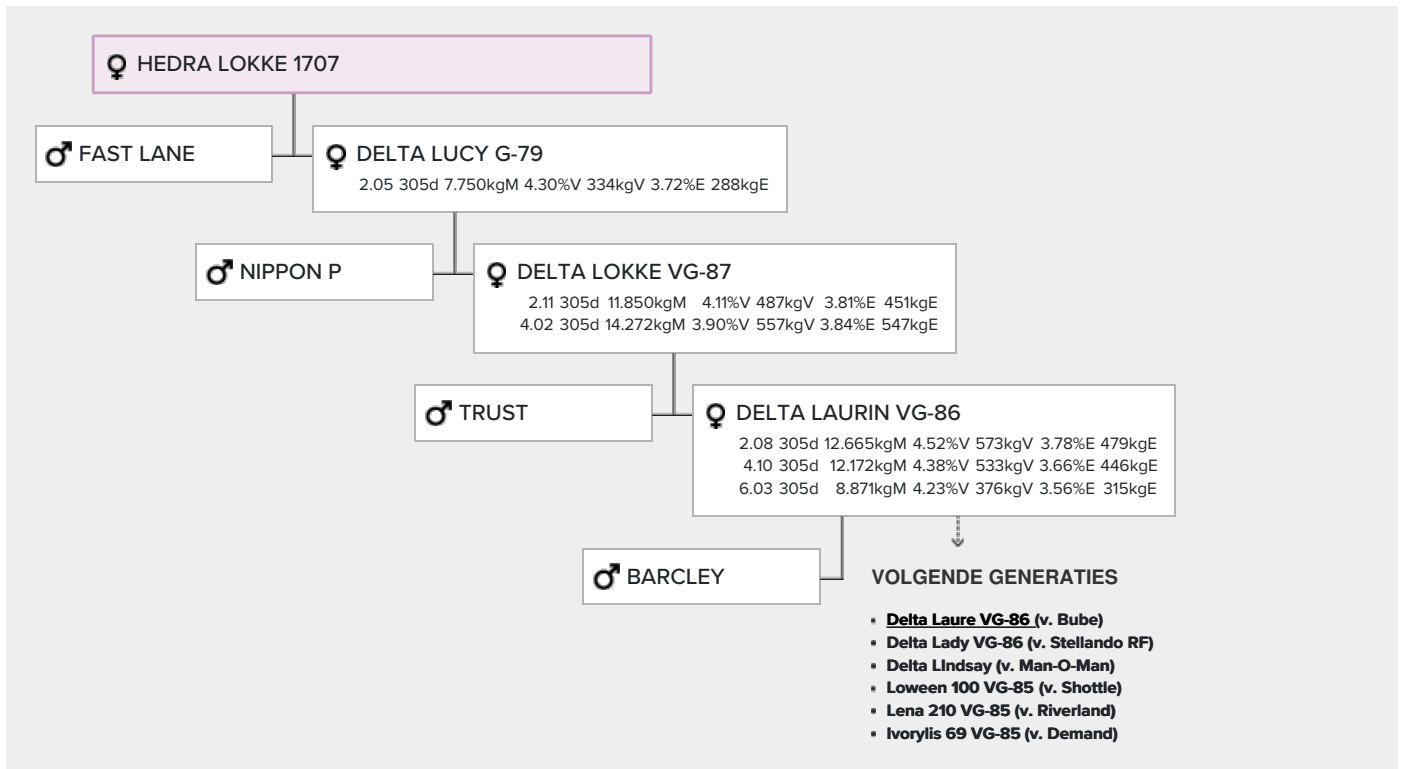 HEDRA LOKKE 1707
FAST LANE
DELTA LUCY G-79
2.05 305d 7.750kgM 4.30%V 334kgV 3.72%E 288kgE
NIPPON P
DELTA LOKKE VG-87
2.11 305d 11.850kgM 4.11%V 487kgV 3.81%E 451kgE
4.02 305d 14.272kgM 3.90%V 557kgV 3.84%E 547kgE
TRUST
DELTA LAURIN VG-86
2.08 305d 12.665kgM 4.52%V 573kgV 3.78%E 479kgE
4.10 305d 12.172kgM 4.38%V 533kgV 3.66%E 446kgE
6.03 305d 8.871kgM 4.23%V 376kgV 3.56%E 315kgE
BARCLEY
VOLGENDE GENERATIES
Delta Laure VG-86 (v. Bube)
Delta Lady VG-86 (v. Stellando RF)
Delta LIndsay (v. Man-O-Man)
Loween 100 VG-85 (v. Shottle)
Lena 210 VG-85 (v. Riverland)
Ivorylis 69 VG-85 (v. Demand)